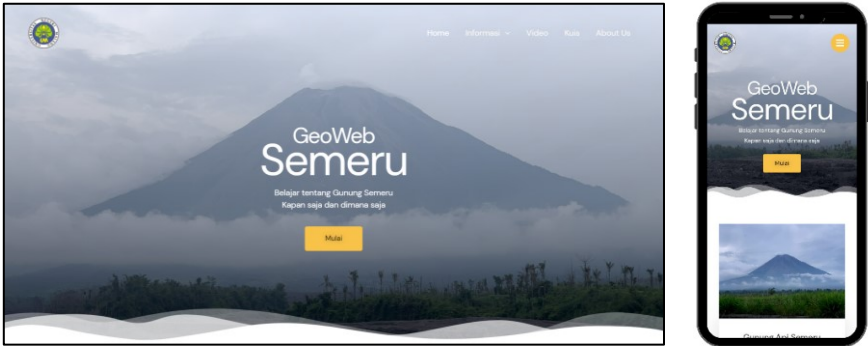 Home Informasi Video Kuis About Us
GeoWeb
Semeru
Belajar tentang Gunung Semeru
Kapan saja dan dimana saja
Mulai
GeoWeb
Semeru
Belajar tentang Gunung Semeru
Kapan saja dan dimana saja
Mulai
Gunung Api Semeru